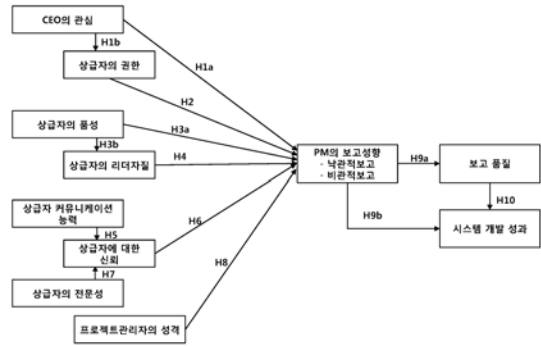 CEO의 관심
H1b
상급자의 권한
H1a
H2
상급자의 품성
H3a
H3b
상급자의 리더자질
H4
PM의 보고성향
- 낙관적보고
- 비관적보고
H9a
보고 품질
H10
H9b
시스템 개발 성과
상급자 커뮤니케이션
능력
H5
상급자에 대한
신뢰
H6
H7
상급자의 전문성
H8
프로젝트관리자의 성격